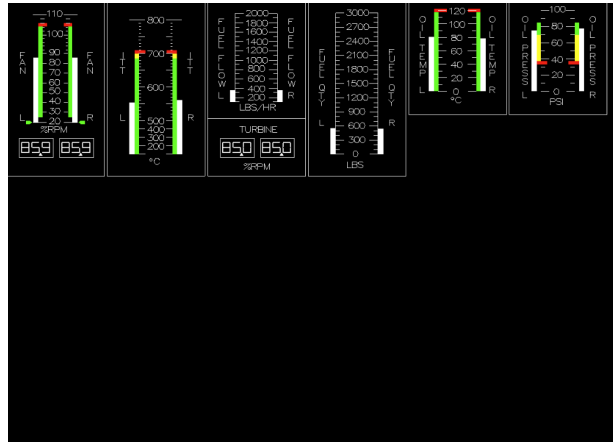 110
100
90
80
70
60
50
40
30
20
FAN
FAN
L
R
%RPM
85.9
85.9
800
700
600
500
400
300
200
ITT
ITT
L
R
°C
2000
1800
1600
1400
1200
1000
800
600
400
200
FUEL FLOW
FUEL FLOW
L
R
LBS/HR
TURBINE
85.0
85.0
%RPM
3000
2700
2400
2100
1800
1500
1200
900
600
300
0
FUEL QTY
FUEL QTY
L
R
LBS
120
100
80
60
40
20
0
OIL TEMP
OIL TEMP
L
R
°C
100
80
60
40
20
0
OIL PRESS
OIL PRESS
L
R
PSI